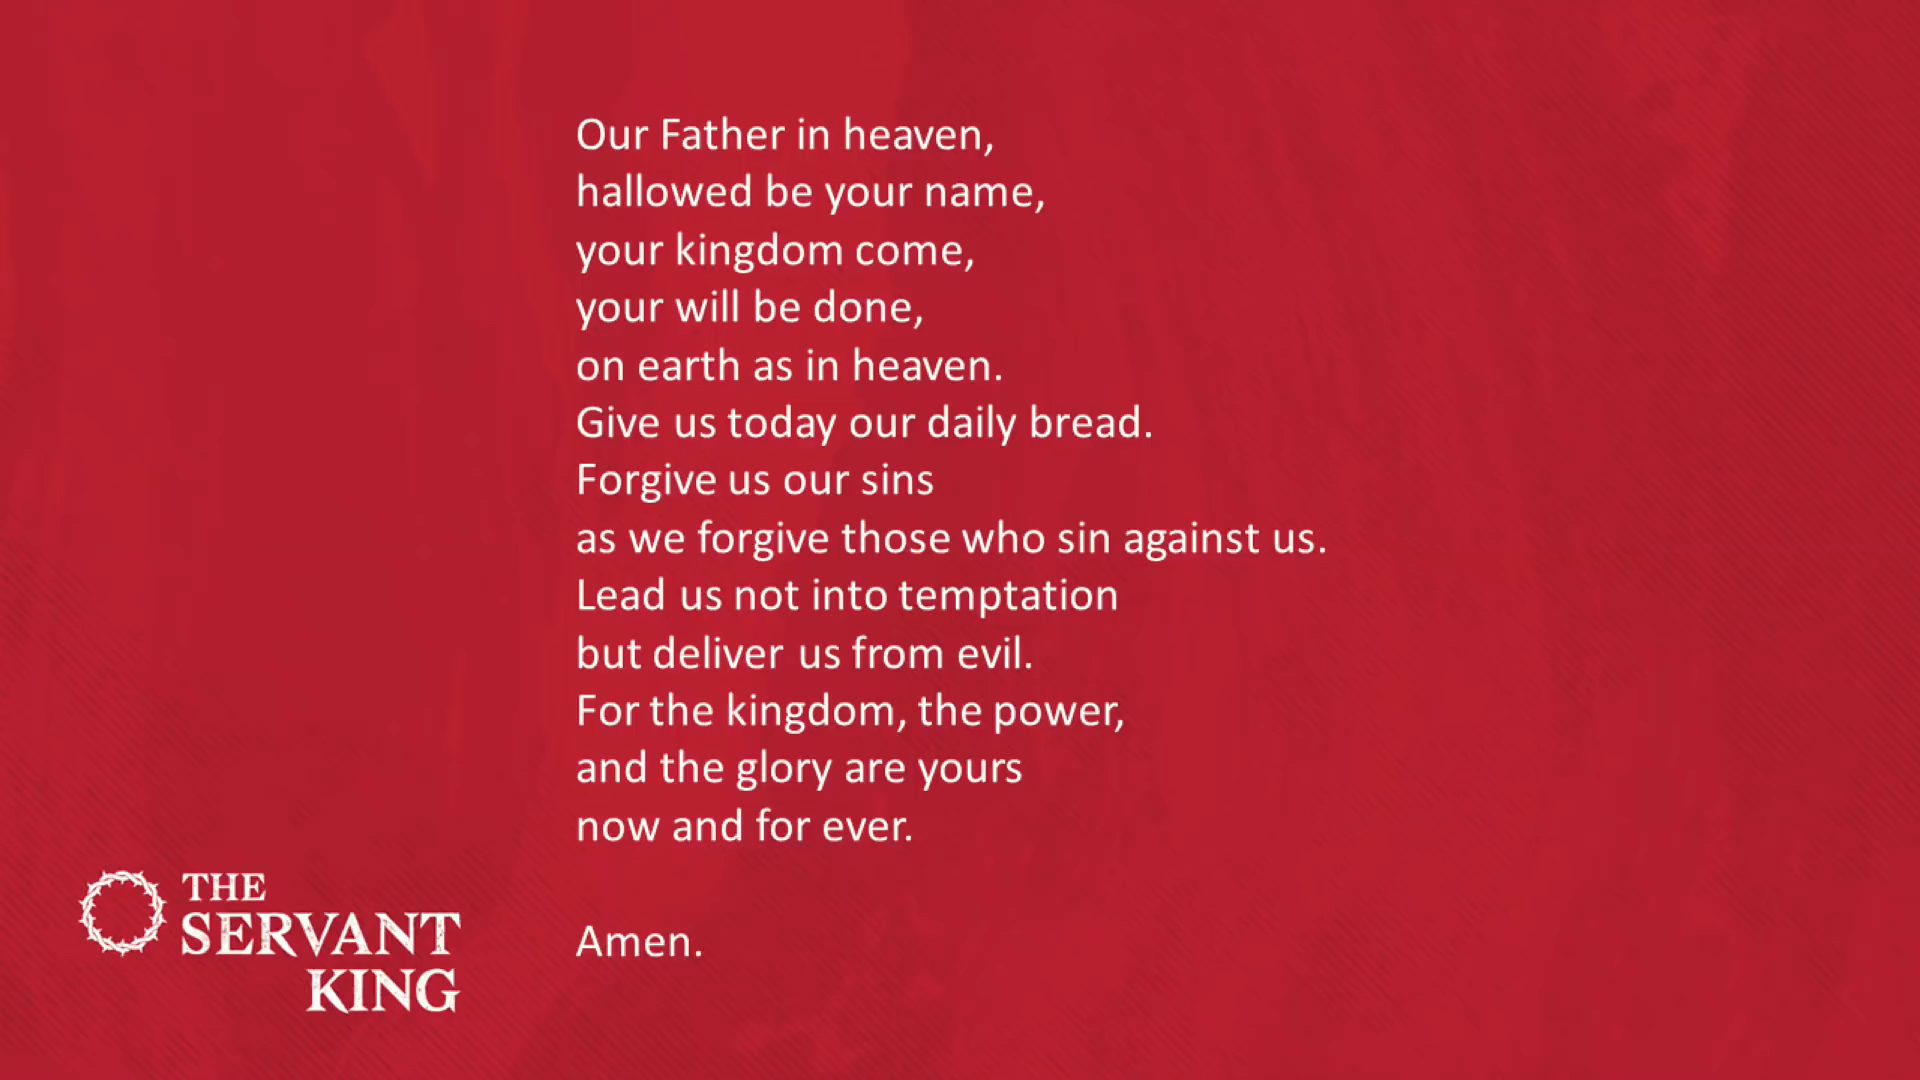 Our Father in heaven,
hallowed be your name,
your kingdom come,
your will be done,
on earth as in heaven.
Give us today our daily bread.
Forgive us our sins
as we forgive those who sin against us.
Lead us not into temptation
but deliver us from evil.
For the kingdom, the power,
and the glory are yours
now and for ever.
Amen.
THE
SERVANT
KING